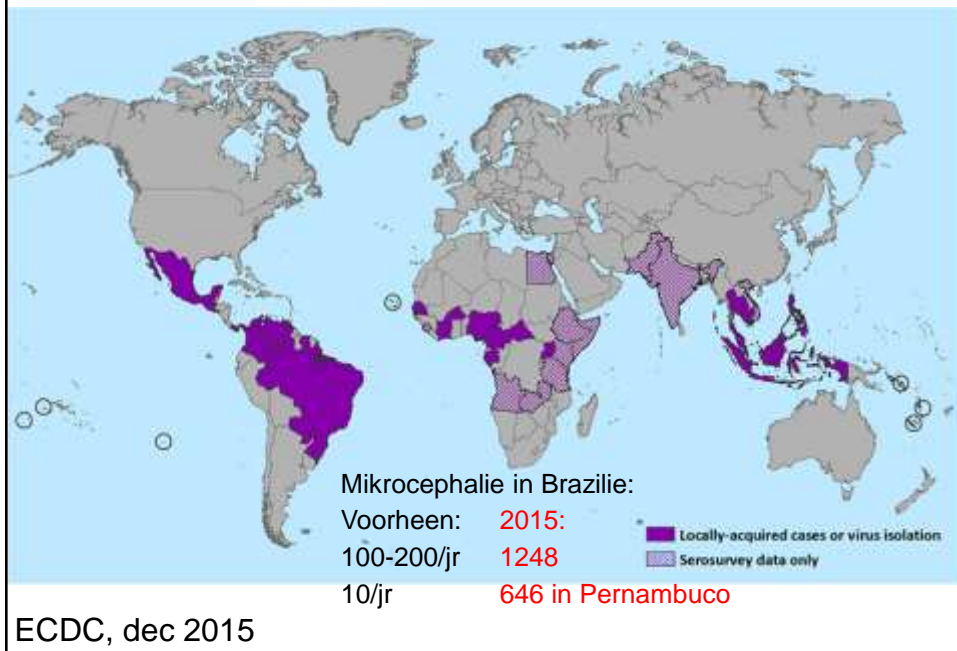 Mikrocephalie in Brazilie:
Voorheen: 2015:
100-200/jr 1248
10/jr 646 in Pernambuco
Locally-acquired cases or virus isolation
Serosurvey data only
ECDC, dec 2015